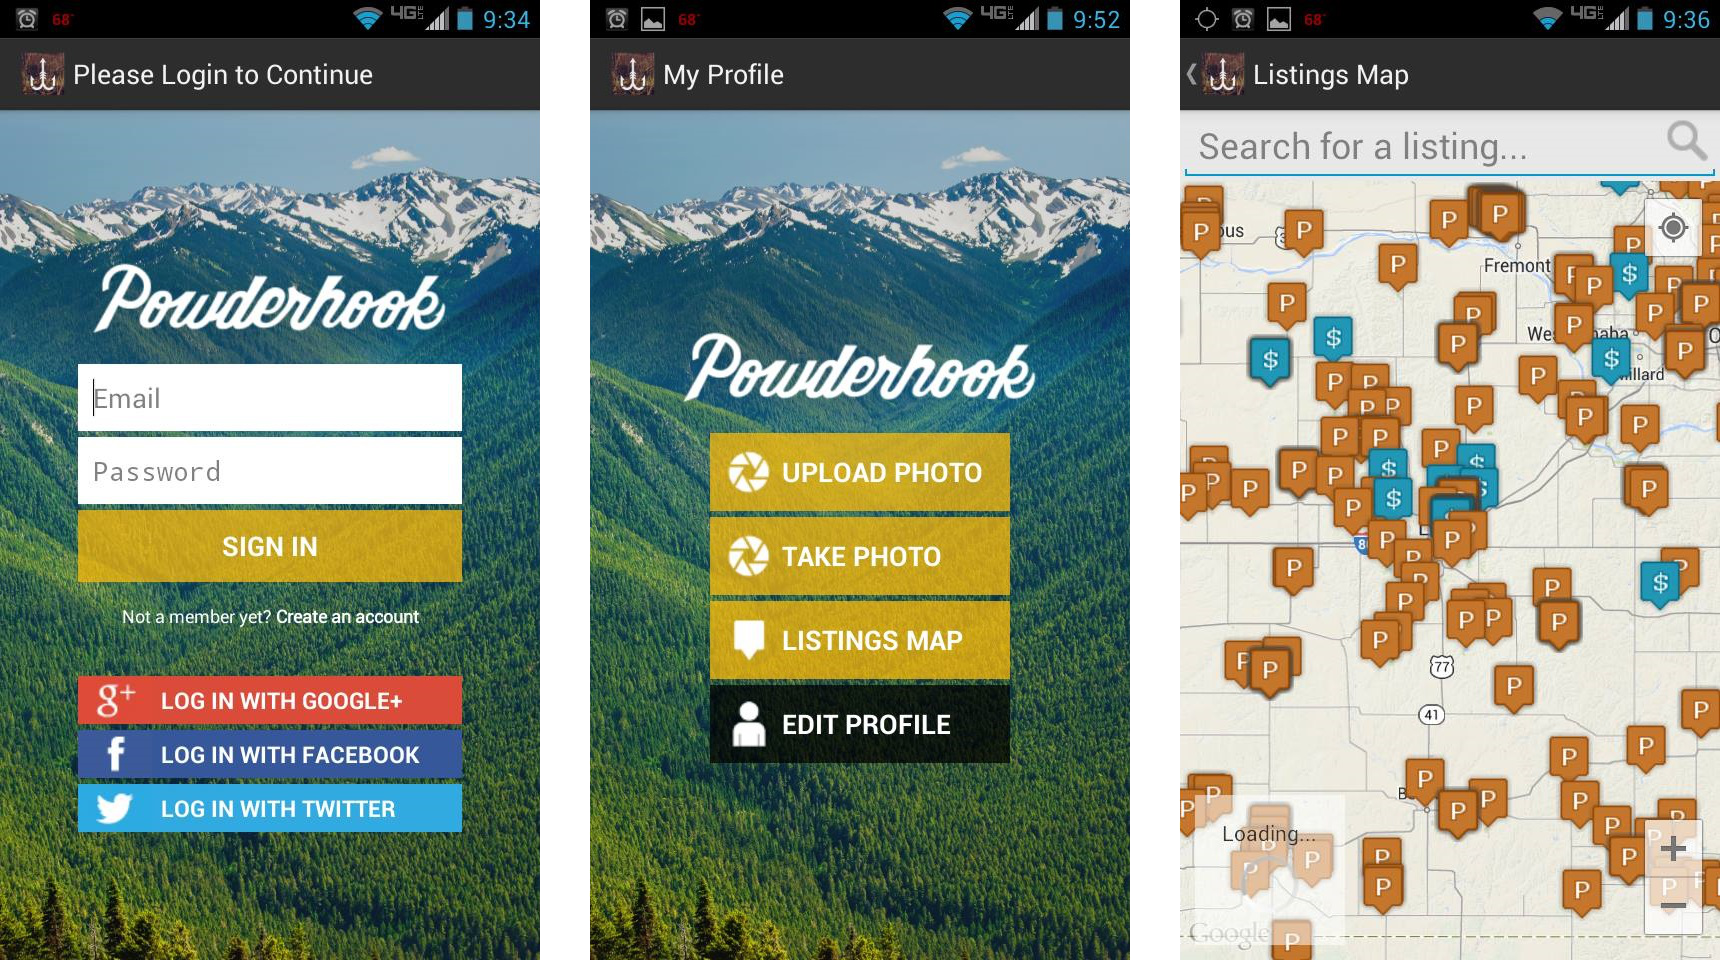 68°
4G LTE
9:34
Please Login to Continue
Powderhook
Email
Password
SIGN IN
Not a member yet? Create an account
g+ LOG IN WITH GOOGLE+
f LOG IN WITH FACEBOOK
LOG IN WITH TWITTER
68°
4G LTE
9:52
My Profile
Powderhook
UPLOAD PHOTO
TAKE PHOTO
LISTINGS MAP
EDIT PROFILE
68°
4G LTE
9:36
Listings Map
Search for a listing...
Fremont
77
41
Loading...
Google